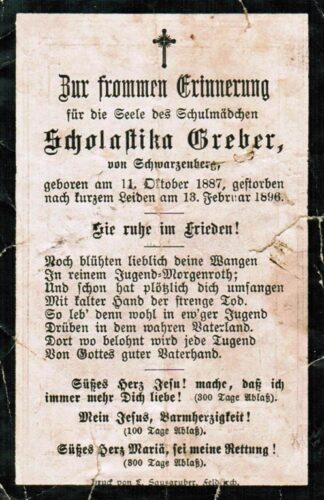 Zur frommen Erinnerung
für die Seele des Schulmädchen
Scholastika Greber,
von Schwarzenberg,
geboren am 11. Oktober 1887, gestorben
nach kurzem Leiden am 13. Februar 1896.
Sie ruhe im Frieden!
Noch blühten lieblich deine Wangen
In reinem Jugend-Morgenroth;
Und schon hat plötzlich dich umfangen
Mit kalter Hand der strenge Tod.
So leb' denn wohl in ew'ger Jugend
Drüben in dem wahren Vaterland.
Dort wo belohnt wird jede Tugend
Von Gottes guter Vaterhand.
Süßes Herz Jesu! mache, daß ich
immer mehr Dich liebe! (300 Tage Ablaß).
Mein Jesus, Barmherzigkeit!
(100 Tage Ablaß).
Süßes Herz Mariä, sei meine Rettung!
(300 Tage Ablaß).
Druck von L. Sausgruber, Feldkirch.